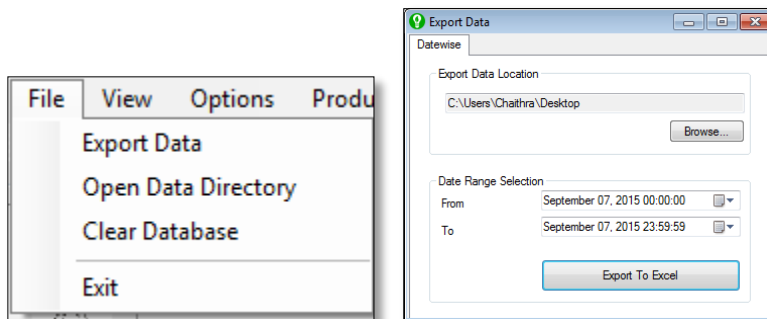 File View Options Produ
Export Data
Open Data Directory
Clear Database
Exit
Export Data
Datewise
Export Data Location
C:\Users\Chaithra\Desktop
Browse...
Date Range Selection
From September 07, 2015 00:00:00
To September 07, 2015 23:59:59
Export To Excel